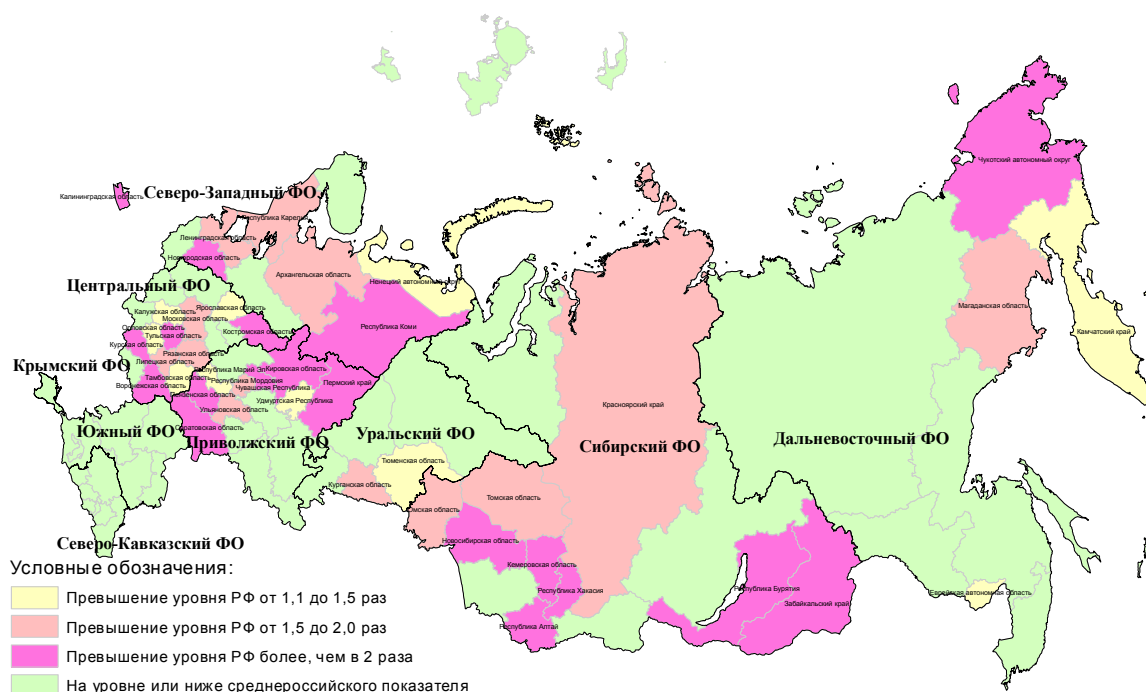 Чукотский автономный округ
Калининградская область
Северо-Западный ФО
Республика Карелия
Ленинградская область
Новгородская область
Архангельская область
Ненецкий автономный округ
Центральный ФО
Магаданская область
Ярославская область
Калужская область
Московская область
Республика Коми
Камчатский край
Орловская область
Костромская область
Тульская область
Курская область
Рязанская область
Крымский ФО
Липецкая область
Республика Марий Эл
Кировская область
Тамбовская область
Республика Мордовия
Пермский край
Воронежская область
Чувашская Республика
Пензенская область
Удмуртская Республика
Красноярский край
Ульяновская область
Саратовская область
Южный ФО
Приволжский ФО
Уральский ФО
Сибирский ФО
Дальневосточный ФО
Тюменская область
Курганская область
Томская область
Омская область
Северо-Кавказский ФО
Новосибирская область
Кемеровская область
Республика Хакасия
Республика Бурятия
Еврейская автономная область
Забайкальский край
Республика Алтай
Условные обозначения:
Превышение уровня РФ от 1,1 до 1,5 раз
Превышение уровня РФ от 1,5 до 2,0 раз
Превышение уровня РФ более, чем в 2 раза
На уровне или ниже среднероссийского показателя